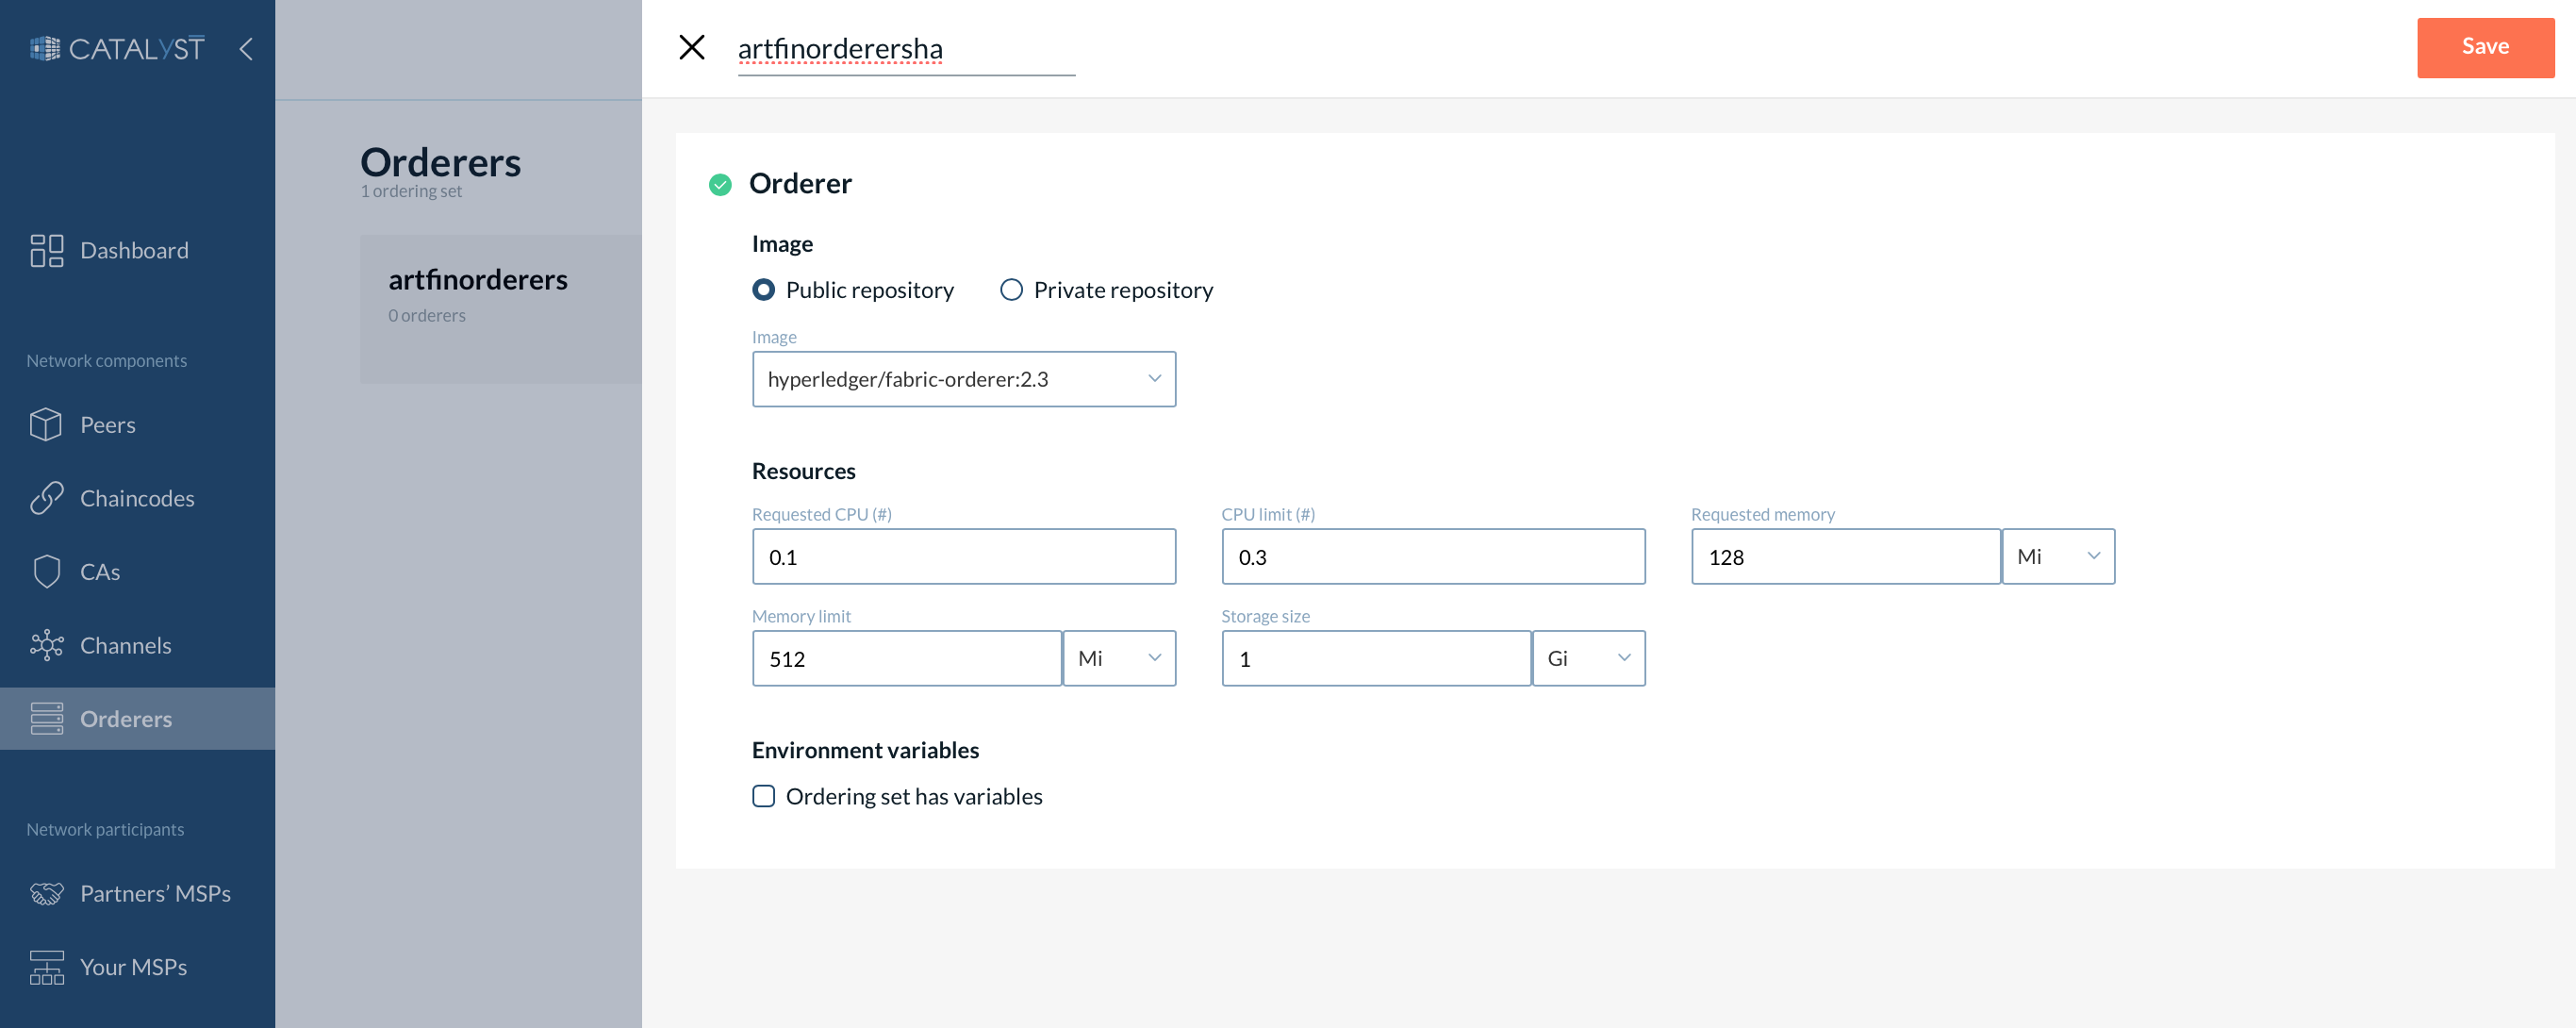 CATALYST
Dashboard
Network components
Peers
Chaincodes
CAs
Channels
Orderers
Network participants
Partners’ MSPs
Your MSPs
Orderers
1 ordering set
artfinorderers
0 orderers
artfinorderersha
Save
Orderer
Image
Public repository
Private repository
Image
hyperledger/fabric-orderer:2.3
Resources
Requested CPU (#)
CPU limit (#)
Requested memory
0.1
0.3
128
Mi
Memory limit
Storage size
512
Mi
1
Gi
Environment variables
Ordering set has variables